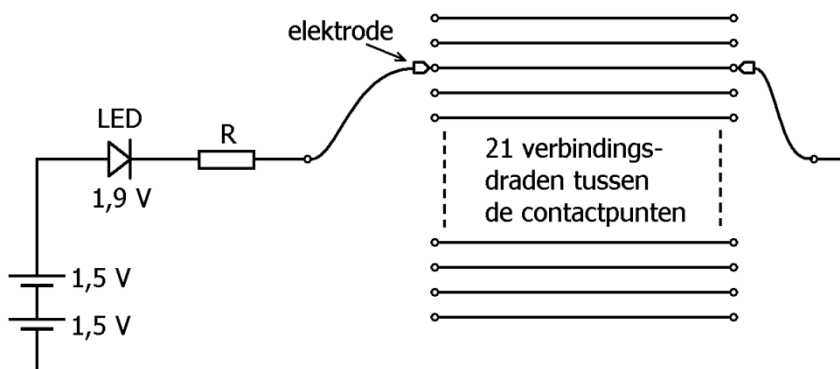 elektrode
LED
R
1,9 V
21 verbindings-
draden tussen
de contactpunten
1,5 V
1,5 V